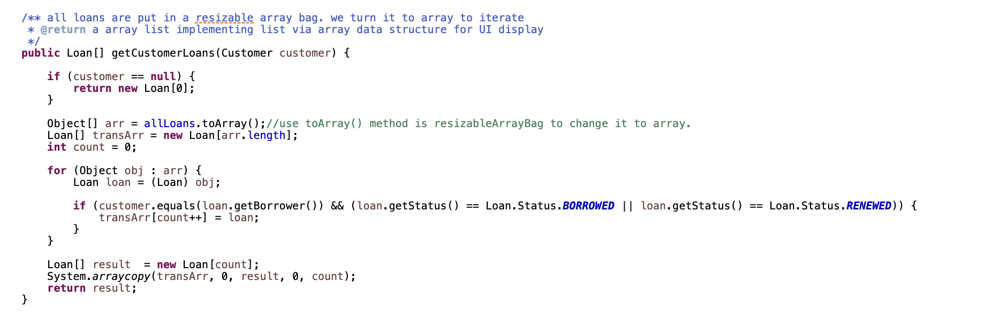 /** all loans are put in a resizable array bag. we turn it to array to iterate
 * @return a array list implementing list via array data structure for UI display
 */
public Loan[] getCustomerLoans(Customer customer) {
    if (customer == null) {
        return new Loan[0];
    }
    Object[] arr = allLoans.toArray();//use toArray() method is resizableArrayBag to change it to array.
    Loan[] transArr = new Loan[arr.length];
    int count = 0;
    for (Object obj : arr) {
        Loan loan = (Loan) obj;
        if (customer.equals(loan.getBorrower()) && (loan.getStatus() == Loan.Status.BORROWED || loan.getStatus() == Loan.Status.RENEWED)) {
            transArr[count++] = loan;
        }
    }
    Loan[] result  = new Loan[count];
    System.arraycopy(transArr, 0, result, 0, count);
    return result;
}